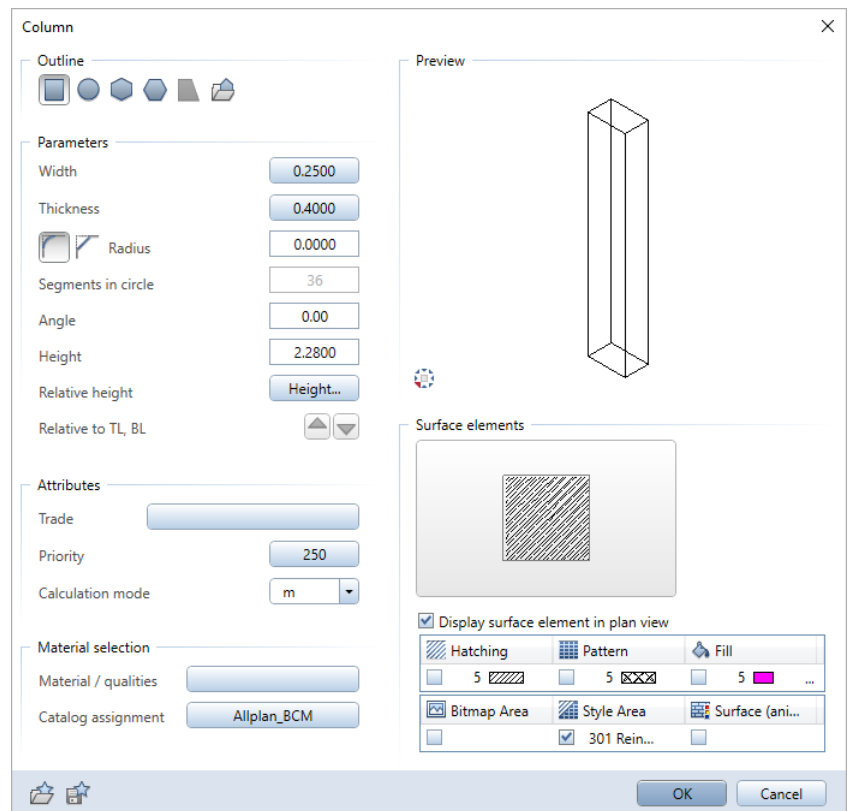 Column
Outline
Parameters
Width 0.2500
Thickness 0.4000
Radius 0.0000
Segments in circle 36
Angle 0.00
Height 2.2800
Relative height Height...
Relative to TL, BL
Attributes
Trade
Priority 250
Calculation mode m
Material selection
Material / qualities
Catalog assignment Allplan_BCM
Preview
Surface elements
Display surface element in plan view
Hatching Pattern Fill
5 5 5 ...
Bitmap Area Style Area Surface (ani...
301 Rein...
OK Cancel